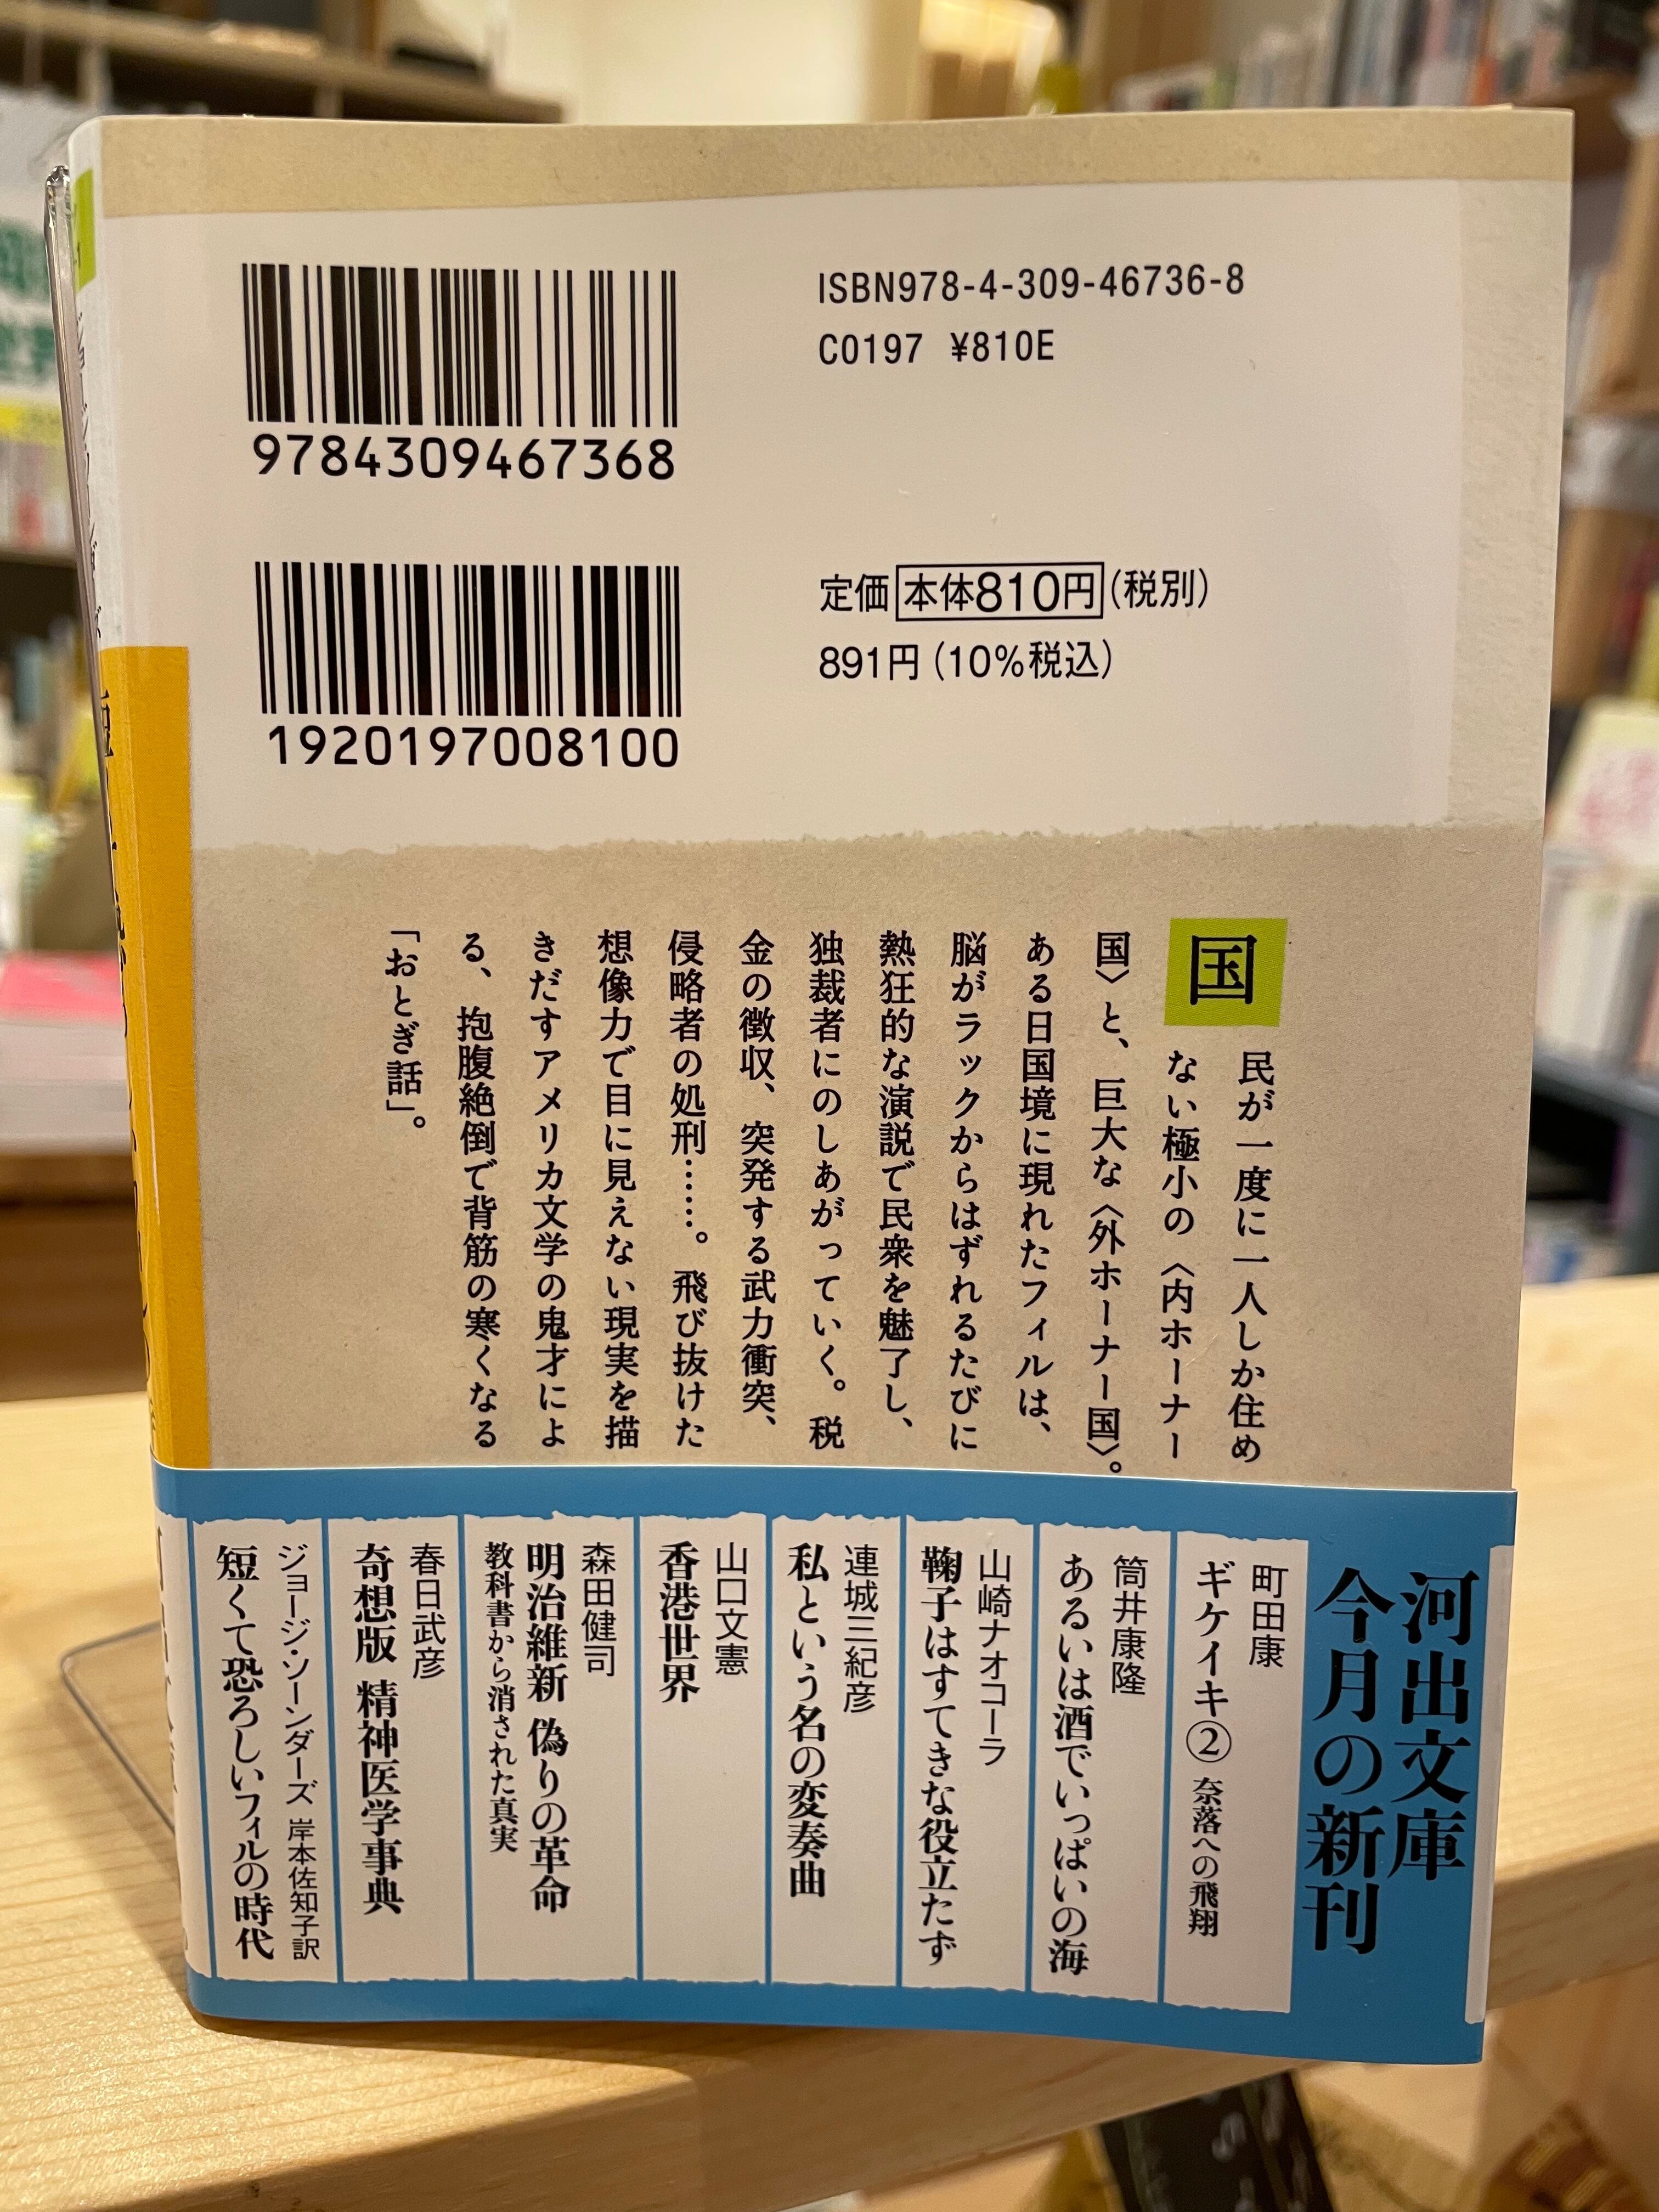 9784309467368
ISBN978-4-309-46736-8
C0197 ¥810E
1920197008100
定価 本体810円 (税別)
891円 (10%税込)
国
民が一度に一人しか住め
ない極小の〈内ホーナー
国〉と、巨大な〈外ホーナー国〉。
ある日国境に現れたフィルは、
脳がラックからはずれるたびに
熱狂的な演説で民衆を魅了し、
独裁者にのしあがっていく。税
金の徴収、突発する武力衝突、
侵略者の処刑……。飛び抜けた
想像力で目に見えない現実を描
きだすアメリカ文学の鬼才によ
る、抱腹絶倒で背筋の寒くなる
「おとぎ話」。
河出文庫
今月の新刊
町田康
ギケイキ② 奈落への飛翔
筒井康隆
あるいは酒でいっぱいの海
山崎ナオコーラ
鞠子はすてきな役立たず
連城三紀彦
私という名の変奏曲
山口文憲
香港世界
森田健司
明治維新 偽りの革命
教科書から消された真実
春日武彦
奇想版 精神医学事典
ジョージ・ソーンダーズ 岸本佐知子訳
短くて恐ろしいフィルの時代